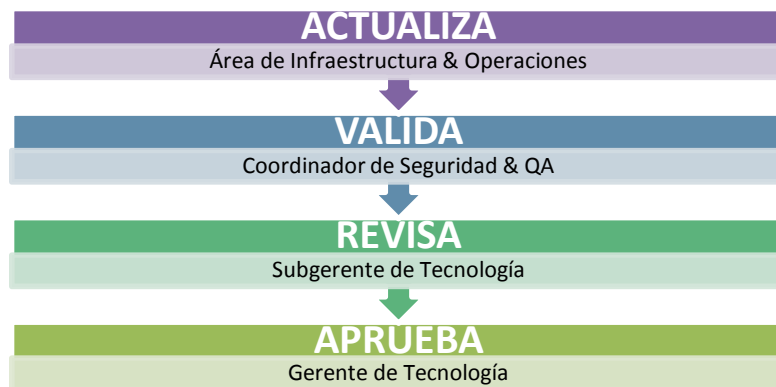 ACTUALIZA
Área de Infraestructura & Operaciones
VALIDA
Coordinador de Seguridad & QA
REVISA
Subgerente de Tecnología
APRUEBA
Gerente de Tecnología